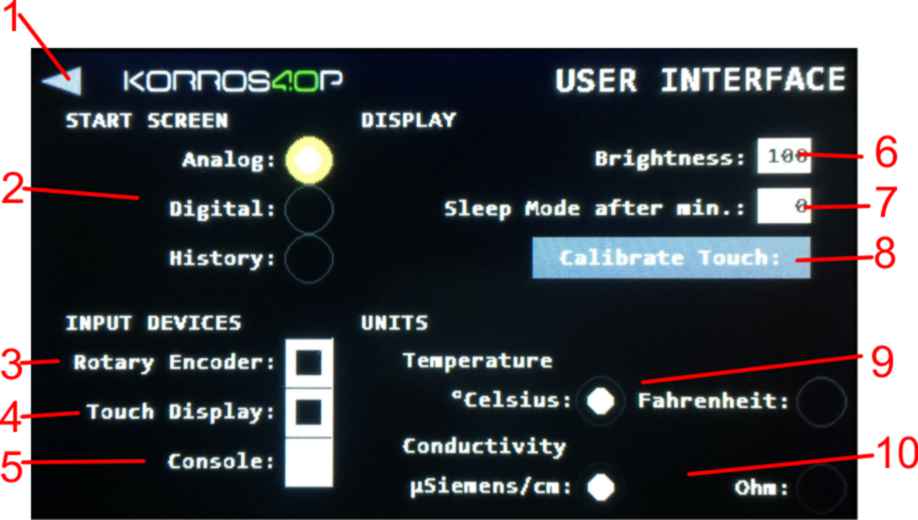 1
KORROS4.0P
USER INTERFACE
START SCREEN
DISPLAY
Analog:
Brightness: 100
6
2
Digital:
Sleep Mode after min.: 0
7
History:
Calibrate Touch:
8
INPUT DEVICES
UNITS
3
Rotary Encoder:
Temperature
9
4
Touch Display:
°Celsius:
Fahrenheit:
5
Console:
Conductivity
10
µSiemens/cm:
Ohm: